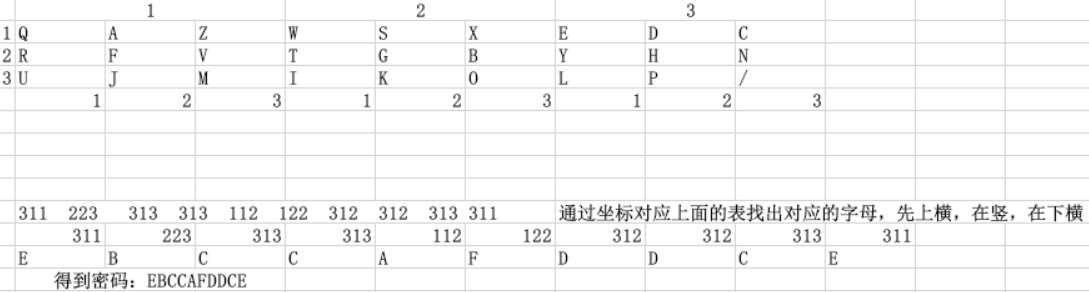 1 2 3
1 Q A Z W S X E D C
2 R F V T G B Y H N
3 U J M I K O L P /
1 2 3 1 2 3 1 2 3
311 223 313 313 112 122 312 312 313 311 通过坐标对应上面的表找出对应的字母，先上横，在竖，在下横
311 223 313 313 112 122 312 312 313 311
E B C C A F D D C E
得到密码：EBCCAFDDCE